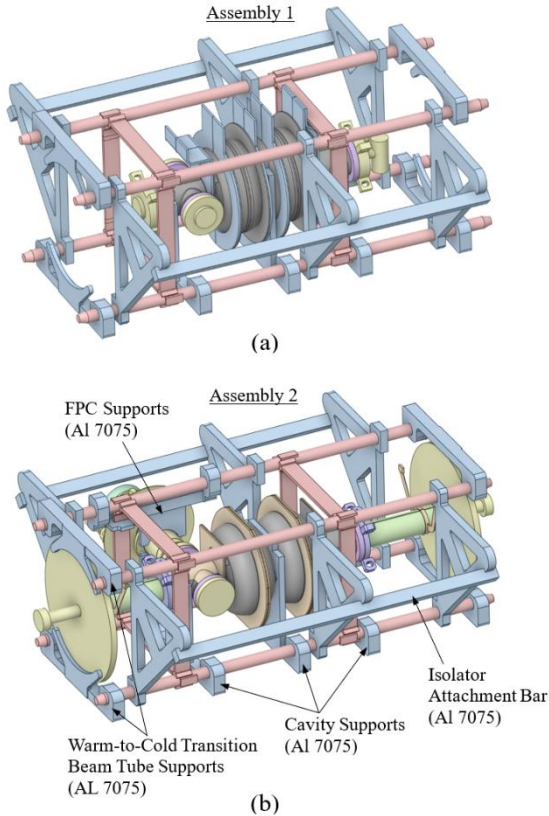 Assembly 1
(a)
Assembly 2
FPC Supports
(Al 7075)
Isolator
Attachment Bar
(Al 7075)
Cavity Supports
(Al 7075)
Warm-to-Cold Transition
Beam Tube Supports
(AL 7075)
(b)